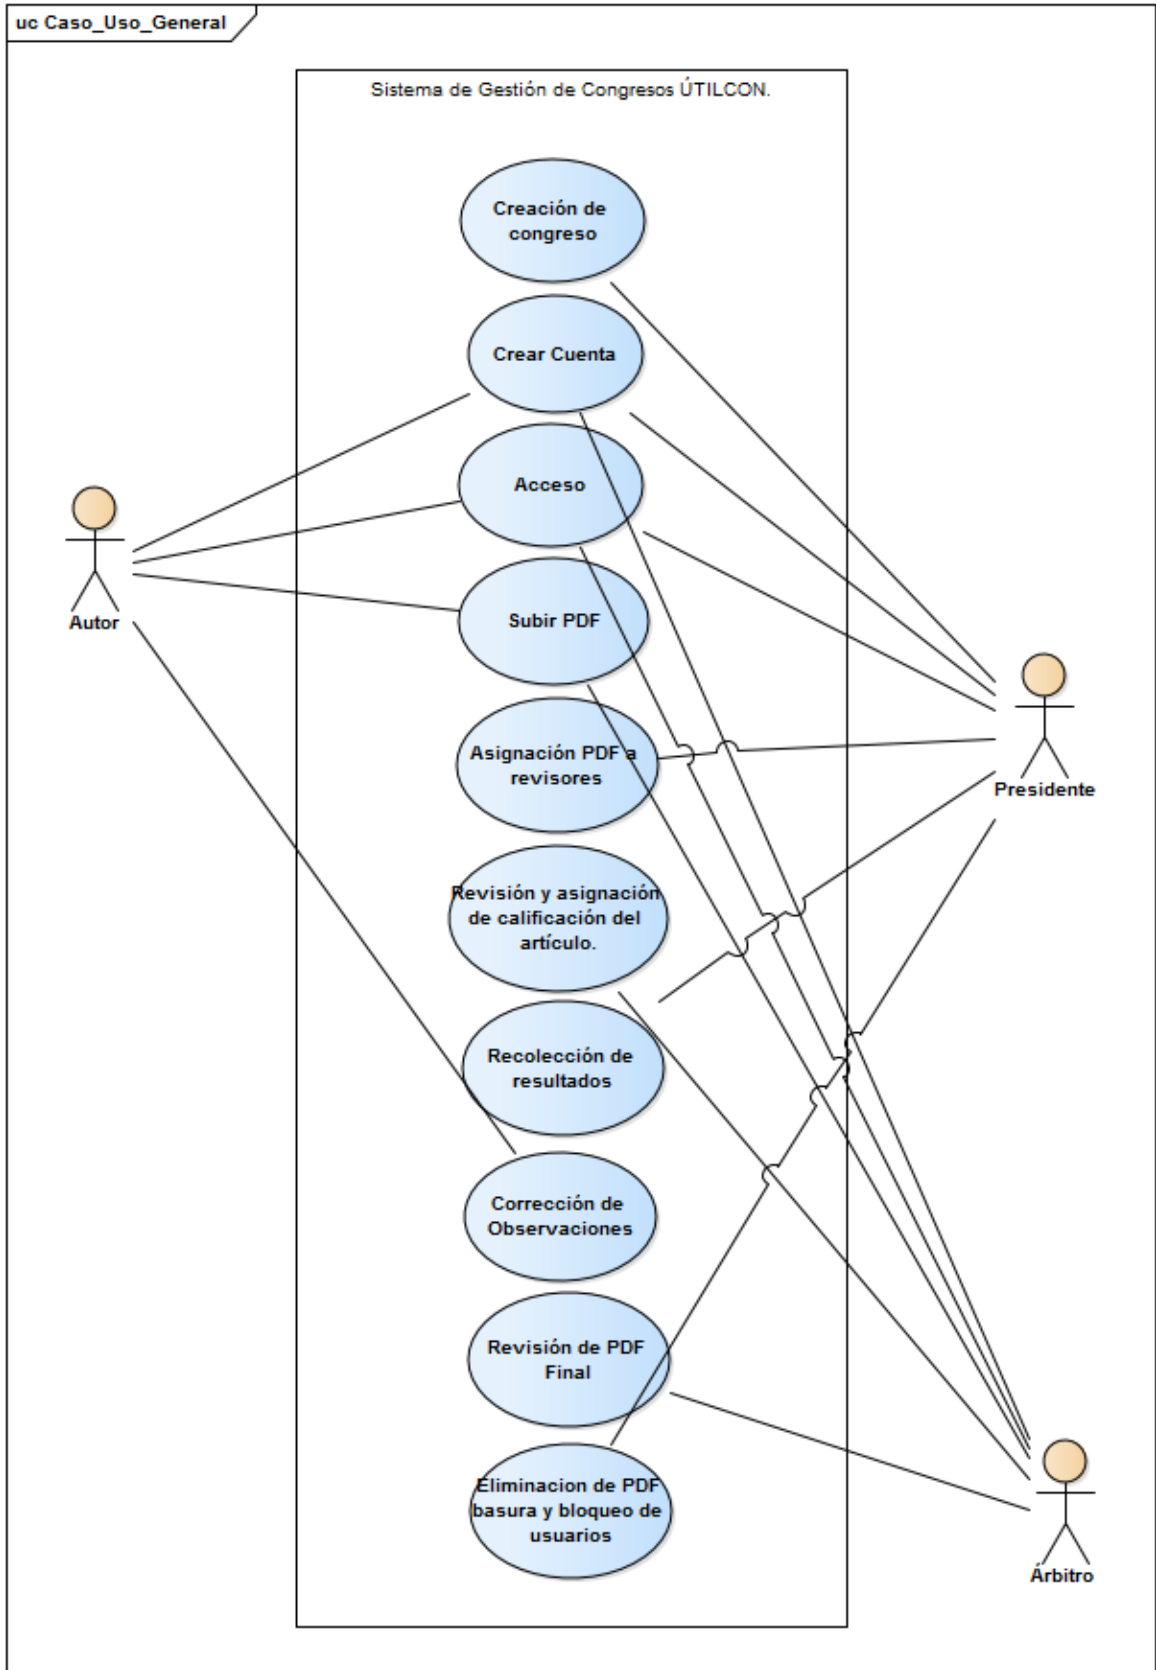 uc Caso_Uso_General
Sistema de Gestión de Congresos ÚTILCON.
Creación de
congreso
Crear Cuenta
Acceso
Autor
Subir PDF
Asignación PDF a
revisores
Presidente
Revisión y asignación
de calificación del
artículo.
Recolección de
resultados
Corrección de
Observaciones
Revisión de PDF
Final
Eliminacion de PDF
basura y bloqueo de
usuarios
Árbitro